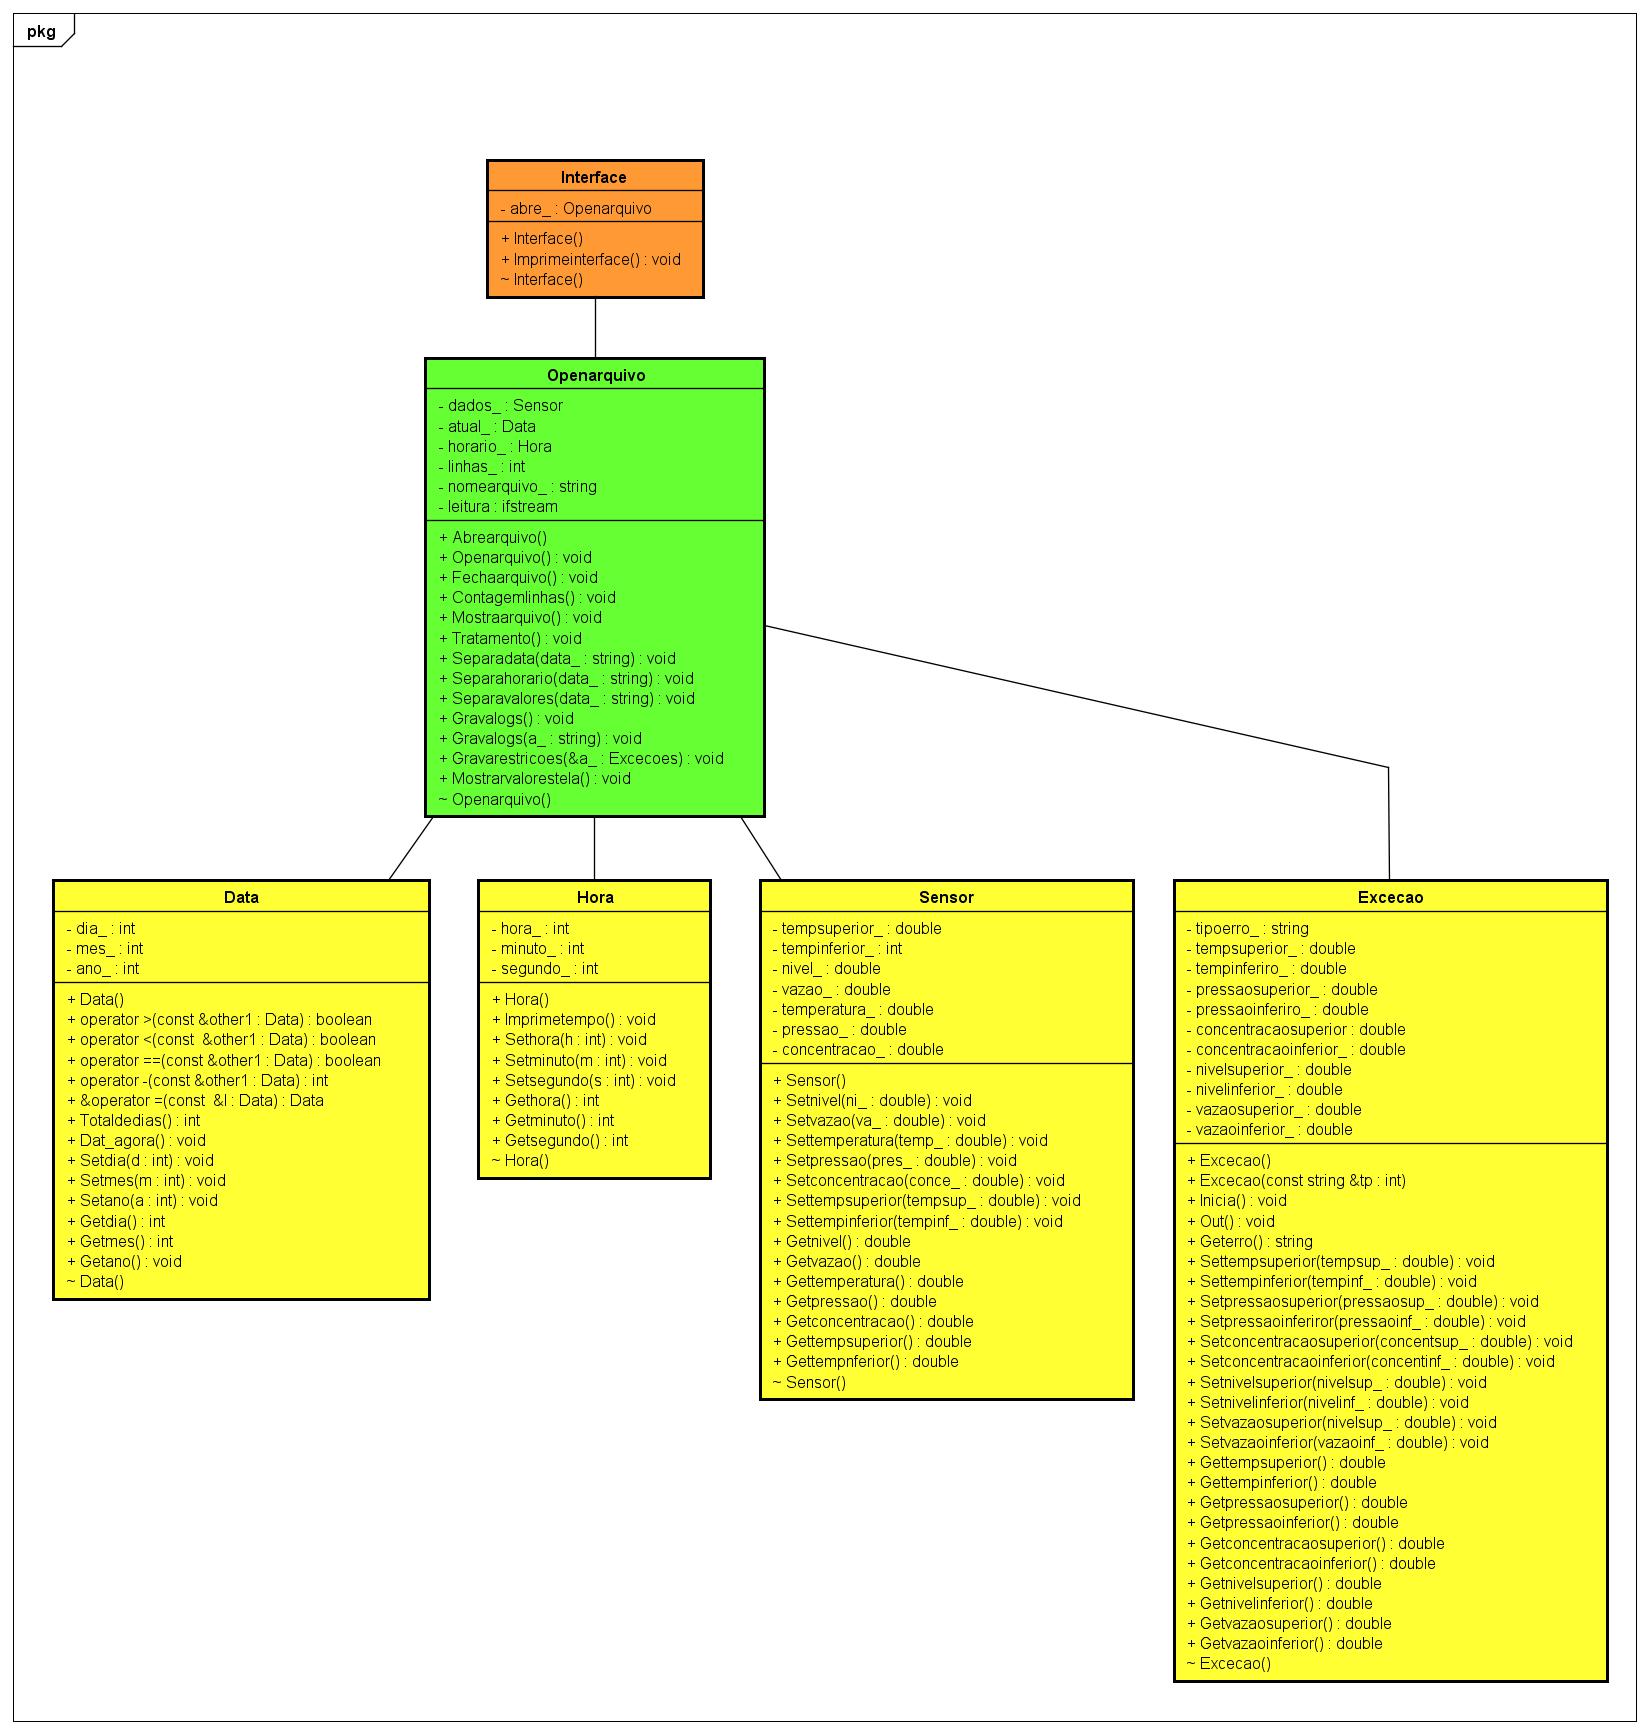 pkg
Interface
- abre_ : Openarquivo
+ Interface()
+ Imprimeinterface() : void
~ Interface()
Openarquivo
- dados_ : Sensor
- atual_ : Data
- horario_ : Hora
- linhas_ : int
- nomearquivo_ : string
- leitura : ifstream
+ Abrearquivo()
+ Openarquivo() : void
+ Fechaarquivo() : void
+ Contagemlinhas() : void
+ Mostraarquivo() : void
+ Tratamento() : void
+ Separadata(data_ : string) : void
+ Separahorario(data_ : string) : void
+ Separavalores(data_ : string) : void
+ Gravalogs() : void
+ Gravalogs(a_ : string) : void
+ Gravarestricoes(&a_ : Excecoes) : void
+ Mostrarvalorestela() : void
~ Openarquivo()
Data
- dia_ : int
- mes_ : int
- ano_ : int
+ Data()
+ operator >(const &other1 : Data) : boolean
+ operator <(const  &other1 : Data) : boolean
+ operator ==(const &other1 : Data) : boolean
+ operator -(const &other1 : Data) : int
+ &operator =(const  &l : Data) : Data
+ Totaldedias() : int
+ Dat_agora() : void
+ Setdia(d : int) : void
+ Setmes(m : int) : void
+ Setano(a : int) : void
+ Getdia() : int
+ Getmes() : int
+ Getano() : void
~ Data()
Hora
- hora_ : int
- minuto_ : int
- segundo_ : int
+ Hora()
+ Imprimetempo() : void
+ Sethora(h : int) : void
+ Setminuto(m : int) : void
+ Setsegundo(s : int) : void
+ Gethora() : int
+ Getminuto() : int
+ Getsegundo() : int
~ Hora()
Sensor
- tempsuperior_ : double
- tempinferior_ : int
- nivel_ : double
- vazao_ : double
- temperatura_ : double
- pressao_ : double
- concentracao_ : double
+ Sensor()
+ Setnivel(ni_ : double) : void
+ Setvazao(va_ : double) : void
+ Settemperatura(temp_ : double) : void
+ Setpressao(pres_ : double) : void
+ Setconcentracao(conce_ : double) : void
+ Settempsuperior(tempsup_ : double) : void
+ Settempinferior(tempinf_ : double) : void
+ Getnivel() : double
+ Getvazao() : double
+ Gettemperatura() : double
+ Getpressao() : double
+ Getconcentracao() : double
+ Gettempsuperior() : double
+ Gettempnferior() : double
~ Sensor()
Excecao
- tipoerro_ : string
- tempsuperior_ : double
- tempinferiro_ : double
- pressaosuperior_ : double
- pressaoinferiro_ : double
- concentracaosuperior : double
- concentracaoinferior_ : double
- nivelsuperior_ : double
- nivelinferior_ : double
- vazaosuperior_ : double
- vazaoinferior_ : double
+ Excecao()
+ Excecao(const string &tp : int)
+ Inicia() : void
+ Out() : void
+ Geterro() : string
+ Settempsuperior(tempsup_ : double) : void
+ Settempinferior(tempinf_ : double) : void
+ Setpressaosuperior(pressaosup_ : double) : void
+ Setpressaoinferiror(pressaoinf_ : double) : void
+ Setconcentracaosuperior(concentsup_ : double) : void
+ Setconcentracaoinferior(concentinf_ : double) : void
+ Setnivelsuperior(nivelsup_ : double) : void
+ Setnivelinferior(nivelinf_ : double) : void
+ Setvazaosuperior(nivelsup_ : double) : void
+ Setvazaoinferior(vazaoinf_ : double) : void
+ Gettempsuperior() : double
+ Gettempinferior() : double
+ Getpressaosuperior() : double
+ Getpressaoinferior() : double
+ Getconcentracaosuperior() : double
+ Getconcentracaoinferior() : double
+ Getnivelsuperior() : double
+ Getnivelinferior() : double
+ Getvazaosuperior() : double
+ Getvazaoinferior() : double
~ Excecao()